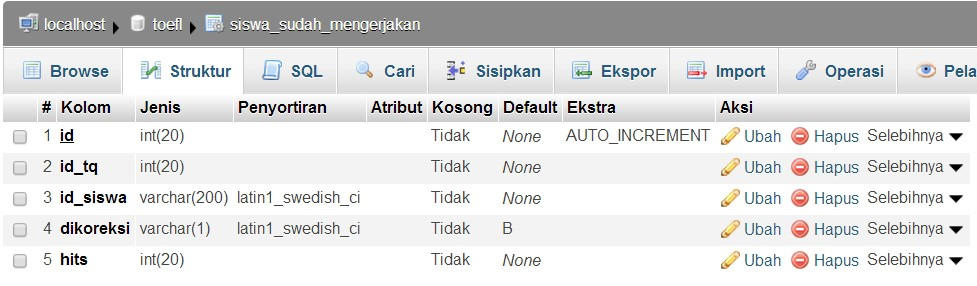 localhost toefl siswa_sudah_mengerjakan
Browse Struktur SQL Cari Sisipkan Ekspor Import Operasi Pela
# Kolom Jenis Penyortiran Atribut Kosong Default Ekstra Aksi
1 id int(20) Tidak None AUTO_INCREMENT Ubah Hapus Selebihnya
2 id_tq int(20) Tidak None Ubah Hapus Selebihnya
3 id_siswa varchar(200) latin1_swedish_ci Tidak None Ubah Hapus Selebihnya
4 dikoreksi varchar(1) latin1_swedish_ci Tidak B Ubah Hapus Selebihnya
5 hits int(20) Tidak None Ubah Hapus Selebihnya